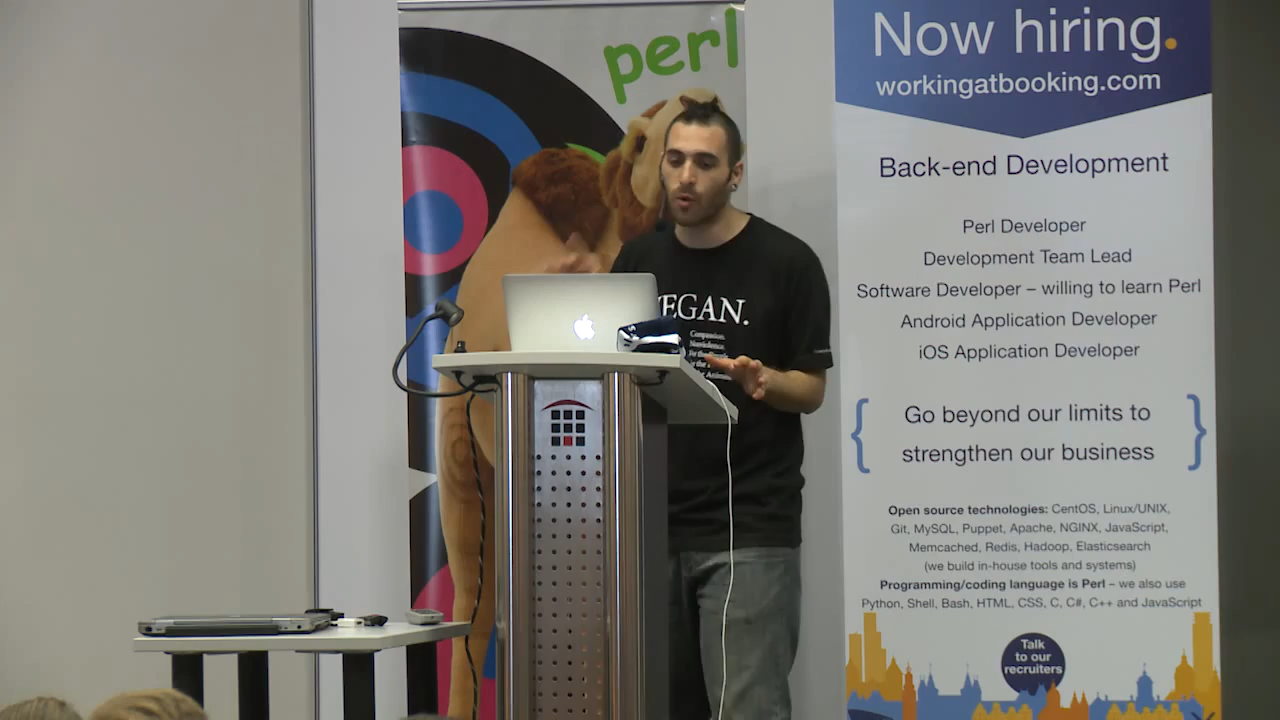 perl
VEGAN.
Compassion.
Nonviolence.
Now hiring.
workingatbooking.com
Back-end Development
Perl Developer
Development Team Lead
Software Developer – willing to learn Perl
Android Application Developer
iOS Application Developer
{ Go beyond our limits to }
strengthen our business
Open source technologies: CentOS, Linux/UNIX,
Git, MySQL, Puppet, Apache, NGINX, JavaScript,
Memcached, Redis, Hadoop, Elasticsearch
(we build in-house tools and systems)
Programming/coding language is Perl – we also use
Python, Shell, Bash, HTML, CSS, C, C#, C++ and JavaScript
Talk
to our
recruiters